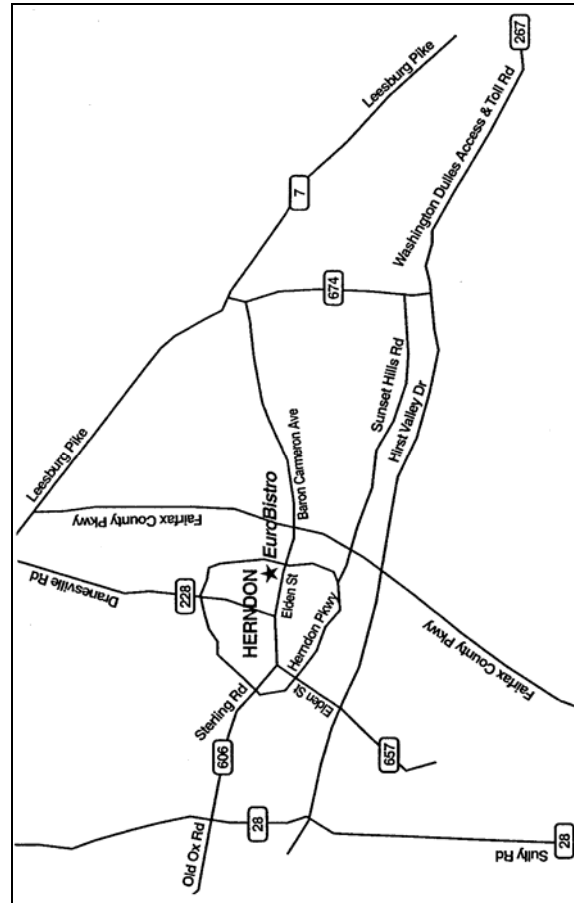 267
Leesburg Pike
Washington Dulles Access & Toll Rd
7
674
Sunset Hills Rd
Hirst Valley Dr
Baron Carmeron Ave
Leesburg Pike
Fairfax County Pkwy
EuroBistro
Dranesville Rd
228
HERNDON
Elden St
Herndon Pkwy
Fairfax County Pkwy
Sterling Rd
Elden St
606
657
Old Ox Rd
28
Sully Rd
28